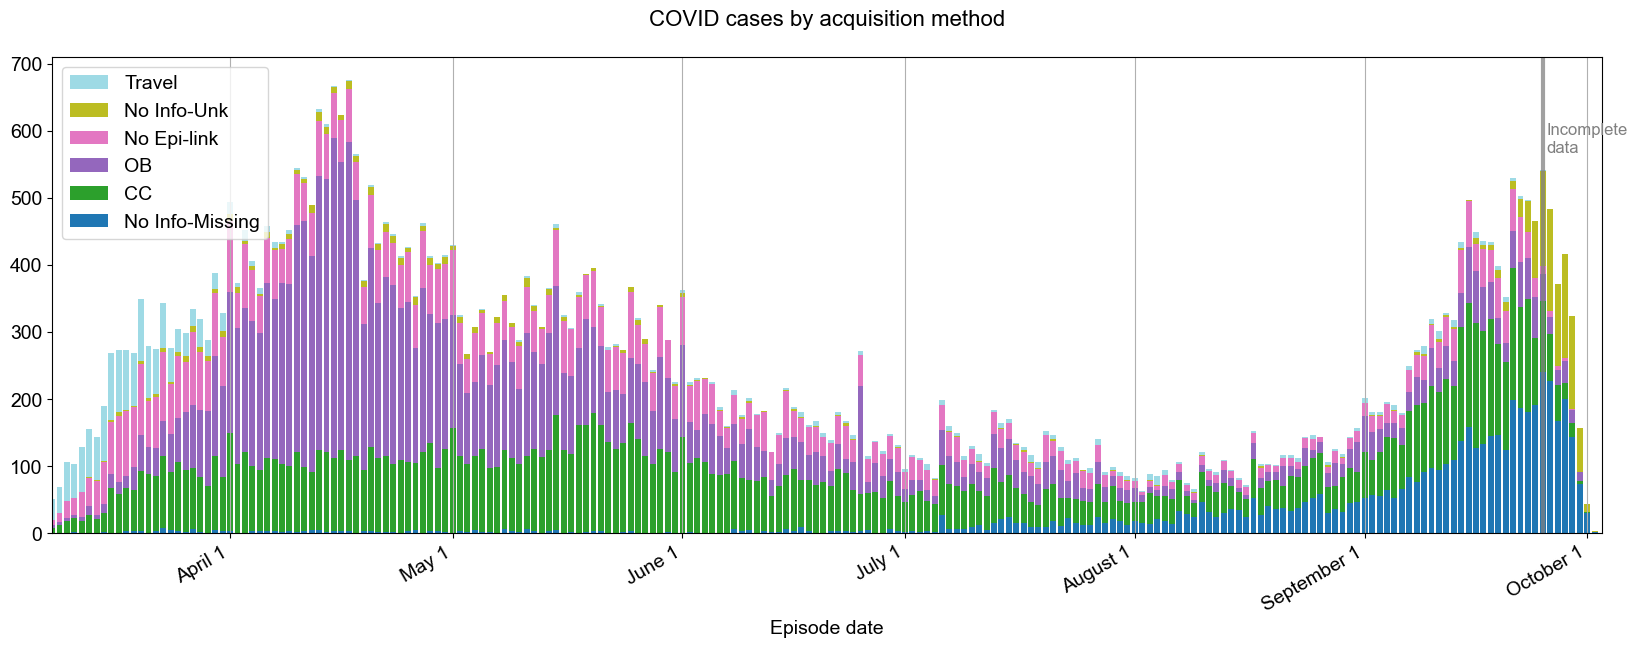 COVID cases by acquisition method
700
600
500
400
300
200
100
0
Travel
No Info-Unk
No Epi-link
OB
CC
No Info-Missing
Incomplete
data
April 1
May 1
June 1
July 1
August 1
September 1
October 1
Episode date